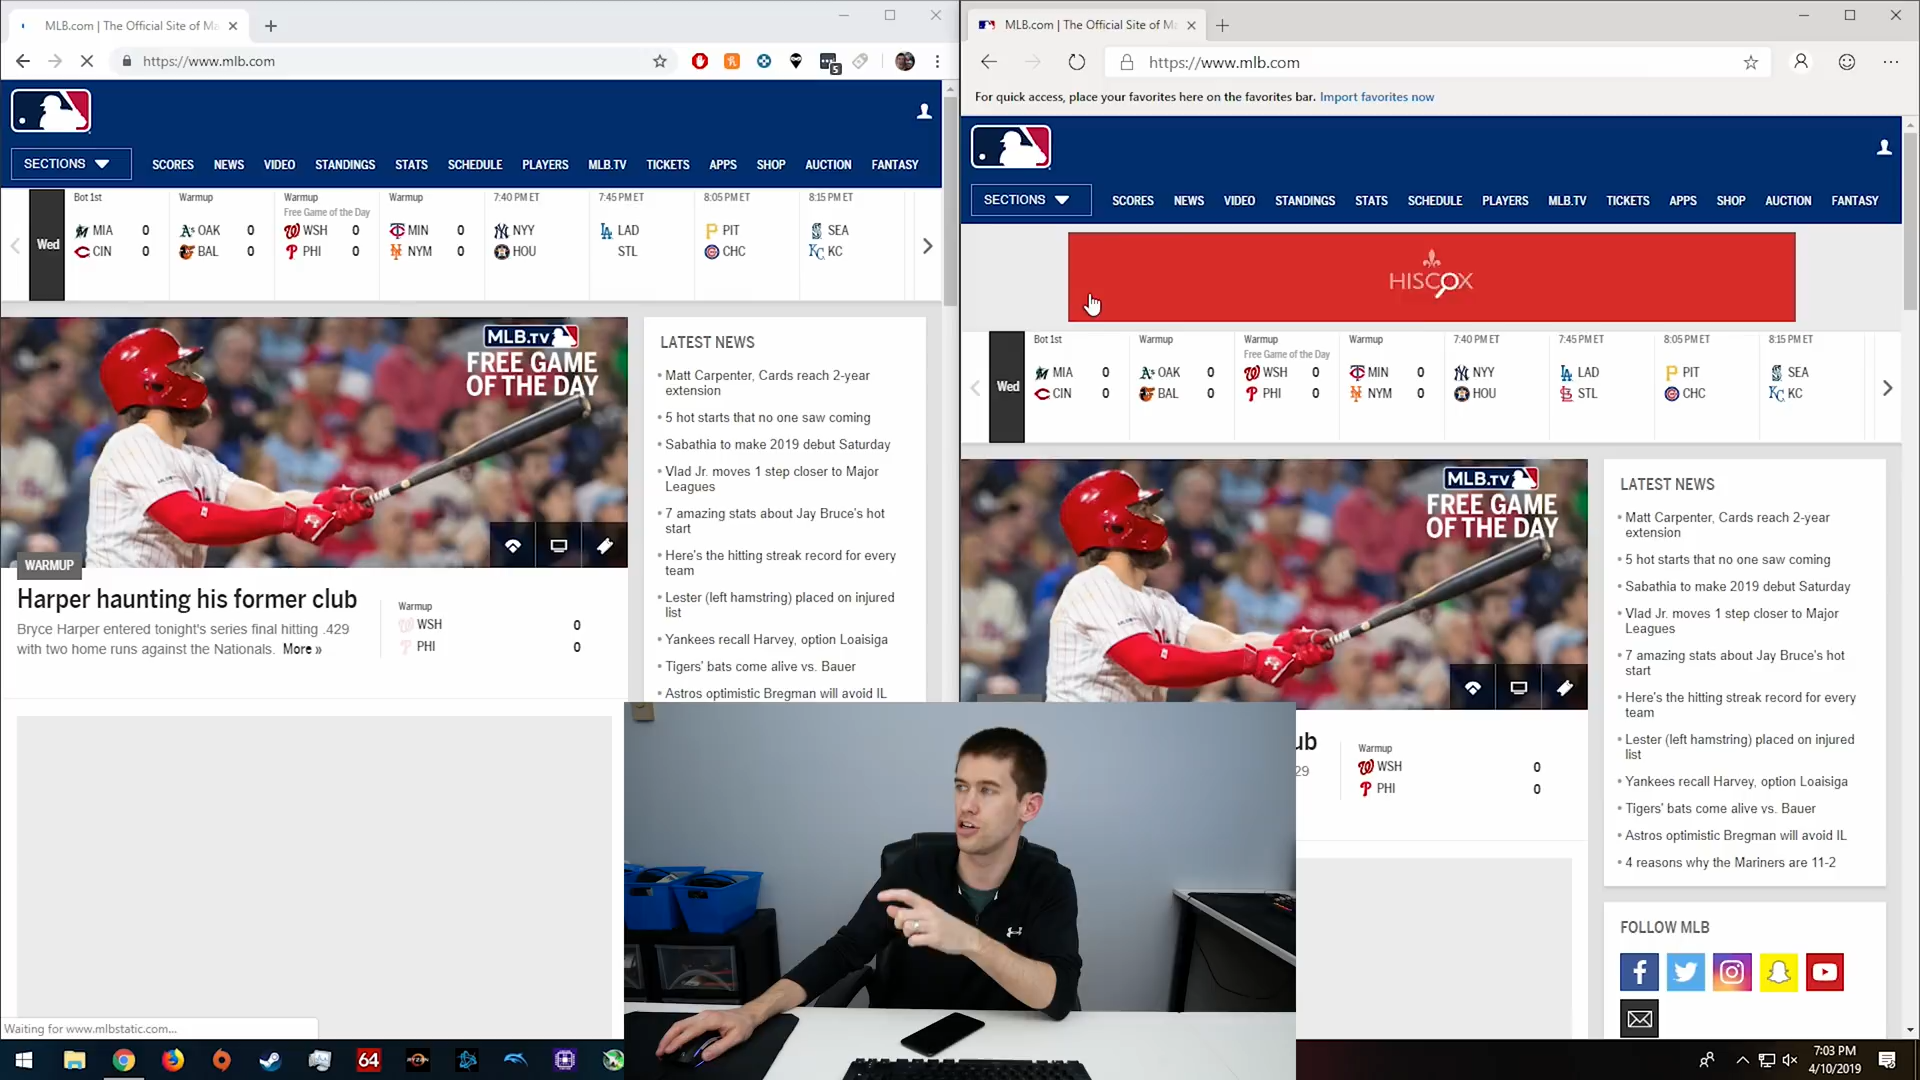 MLB.com | The Official Site of Ma
https://www.mlb.com
5
SECTIONS
SCORES NEWS VIDEO STANDINGS STATS SCHEDULE PLAYERS MLB.TV TICKETS APPS SHOP AUCTION FANTASY
Wed
Bot 1st
MIA 0
CIN 0
Warmup
OAK 0
BAL 0
Warmup
Free Game of the Day
WSH 0
PHI 0
Warmup
MIN 0
NYM 0
7:40 PM ET
NYY
HOU
7:45 PM ET
LAD
STL
8:05 PM ET
PIT
CHC
8:15 PM ET
SEA
KC
MLB.TV
FREE GAME
OF THE DAY
WARMUP
Harper haunting his former club
Bryce Harper entered tonight's series final hitting .429
with two home runs against the Nationals. More »
Warmup
WSH 0
PHI 0
LATEST NEWS
Matt Carpenter, Cards reach 2-year
extension
5 hot starts that no one saw coming
Sabathia to make 2019 debut Saturday
Vlad Jr. moves 1 step closer to Major
Leagues
7 amazing stats about Jay Bruce's hot
start
Here's the hitting streak record for every
team
Lester (left hamstring) placed on injured
list
Yankees recall Harvey, option Loaisiga
Tigers' bats come alive vs. Bauer
Astros optimistic Bregman will avoid IL
Waiting for www.mlbstatic.com...
MLB.com | The Official Site of Ma
https://www.mlb.com
For quick access, place your favorites here on the favorites bar. Import favorites now
SECTIONS
SCORES NEWS VIDEO STANDINGS STATS SCHEDULE PLAYERS MLB.TV TICKETS APPS SHOP AUCTION FANTASY
HISCOX
Wed
Bot 1st
MIA 0
CIN 0
Warmup
OAK 0
BAL 0
Warmup
Free Game of the Day
WSH 0
PHI 0
Warmup
MIN 0
NYM 0
7:40 PM ET
NYY
HOU
7:45 PM ET
LAD
STL
8:05 PM ET
PIT
CHC
8:15 PM ET
SEA
KC
MLB.TV
FREE GAME
OF THE DAY
ub
29
Warmup
WSH 0
PHI 0
LATEST NEWS
Matt Carpenter, Cards reach 2-year
extension
5 hot starts that no one saw coming
Sabathia to make 2019 debut Saturday
Vlad Jr. moves 1 step closer to Major
Leagues
7 amazing stats about Jay Bruce's hot
start
Here's the hitting streak record for every
team
Lester (left hamstring) placed on injured
list
Yankees recall Harvey, option Loaisiga
Tigers' bats come alive vs. Bauer
Astros optimistic Bregman will avoid IL
4 reasons why the Mariners are 11-2
FOLLOW MLB
64
RYZEN
7:03 PM
4/10/2019